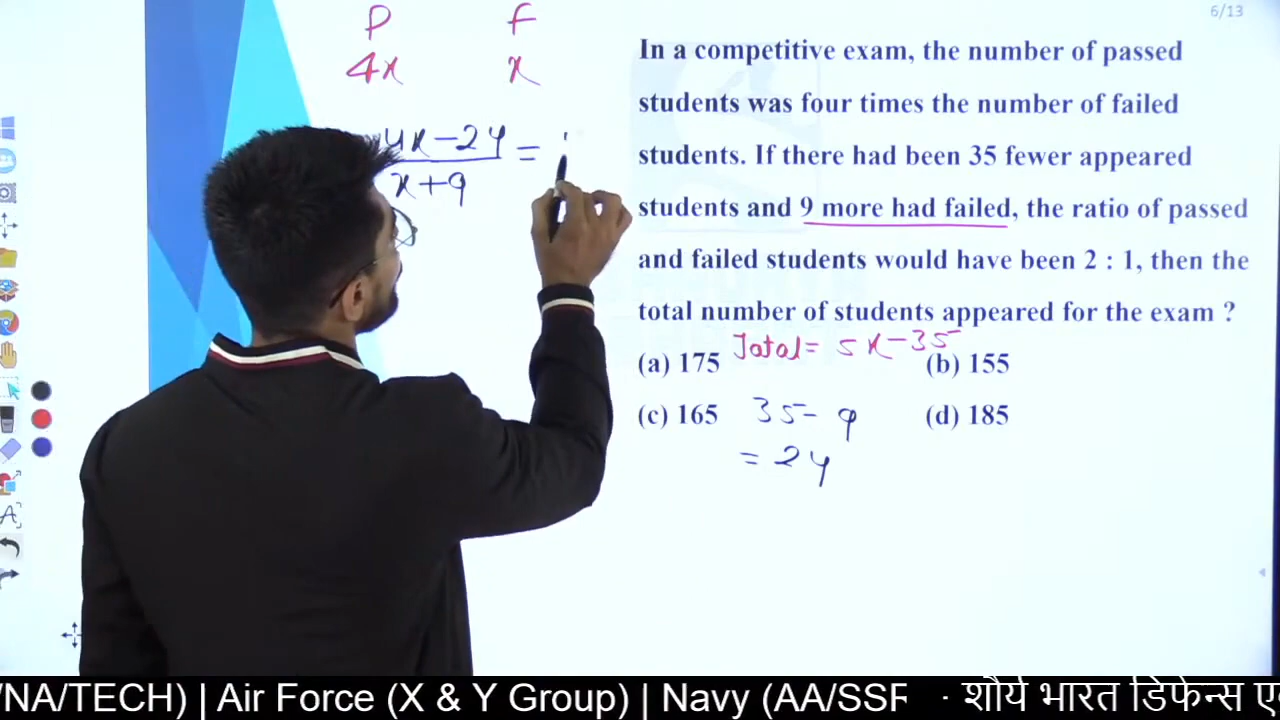 6/13
P F
4x x
4x-24 =
x+9
In a competitive exam, the number of passed
students was four times the number of failed
students. If there had been 35 fewer appeared
students and 9 more had failed, the ratio of passed
and failed students would have been 2 : 1, then the
total number of students appeared for the exam ?
Total = 5x-35
(a) 175 (b) 155
(c) 165 (d) 185
35- 9
= 24
/NA/TECH) | Air Force (X & Y Group) | Navy (AA/SSR · शौर्य भारत डिफेन्स ए